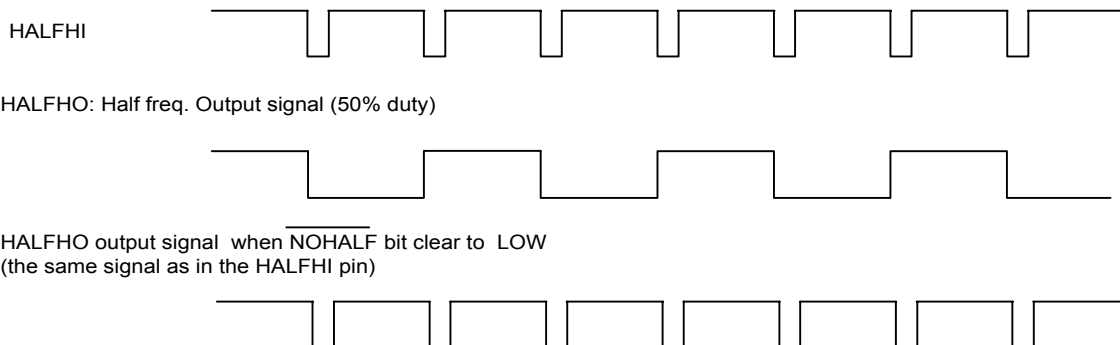 HALFHI
HALFHO: Half freq. Output signal (50% duty)
HALFHO output signal when NOHALF bit clear to LOW
(the same signal as in the HALFHI pin)